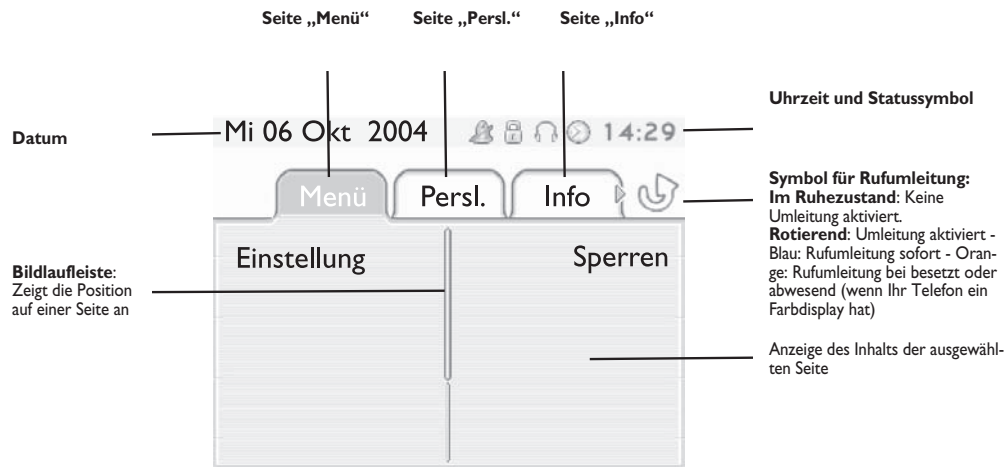 Seite „Menü“ Seite „Persl.“ Seite „Info“
Uhrzeit und Statussymbol
Datum
Mi 06 Okt 2004 14:29
Symbol für Rufumleitung:
Im Ruhezustand: Keine
Umleitung aktiviert.
Rotierend: Umleitung aktiviert -
Blau: Rufumleitung sofort - Oran-
ge: Rufumleitung bei besetzt oder
abwesend (wenn Ihr Telefon ein
Farbdisplay hat)
Menü Persl. Info
Einstellung Sperren
Bildlaufleiste:
Zeigt die Position
auf einer Seite an
Anzeige des Inhalts der ausgewähl-
ten Seite